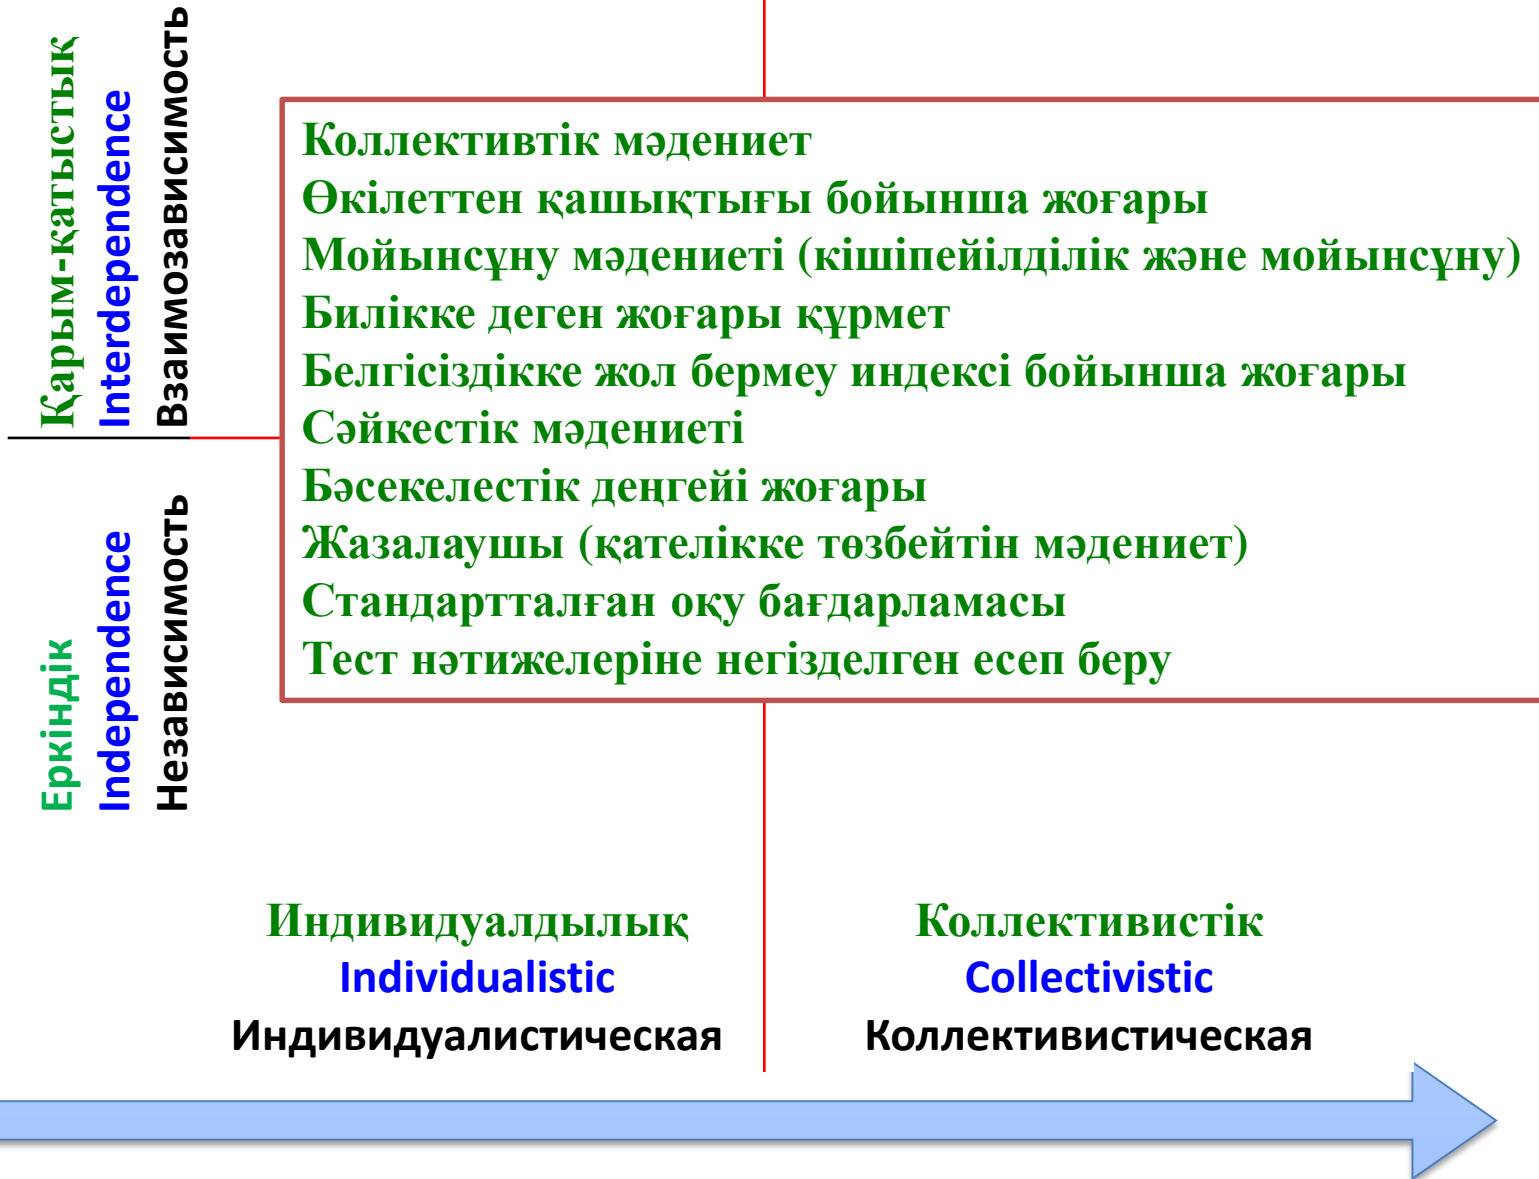 Қарым-қатыстық
Interdependence
Взаимозависимость
Коллективтік мәдениет
Өкілеттен қашықтығы бойынша жоғары
Мойынсұну мәдениеті (кішіпейілділік және мойынсұну)
Билікке деген жоғары құрмет
Белгісіздікке жол бермеу индексі бойынша жоғары
Сәйкестік мәдениеті
Бәсекелестік деңгейі жоғары
Жазалаушы (қателікке төзбейтін мәдениет)
Стандартталған оқу бағдарламасы
Тест нәтижелеріне негізделген есеп беру
Еркіндік
Independence
Независимость
Индивидуалдылық
Individualistic
Индивидуалистическая
Коллективистік
Collectivistic
Коллективистическая